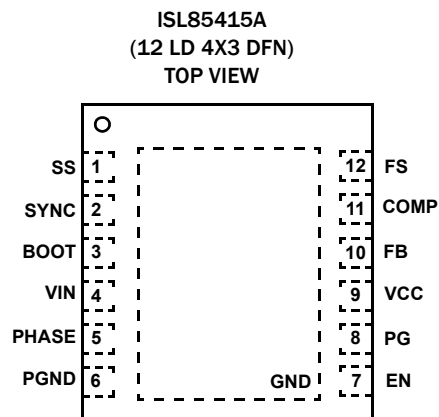 ISL85415A
(12 LD 4X3 DFN)
TOP VIEW
SS 1 12 FS
SYNC 2 11 COMP
BOOT 3 10 FB
VIN 4 9 VCC
PHASE 5 8 PG
PGND 6 GND 7 EN